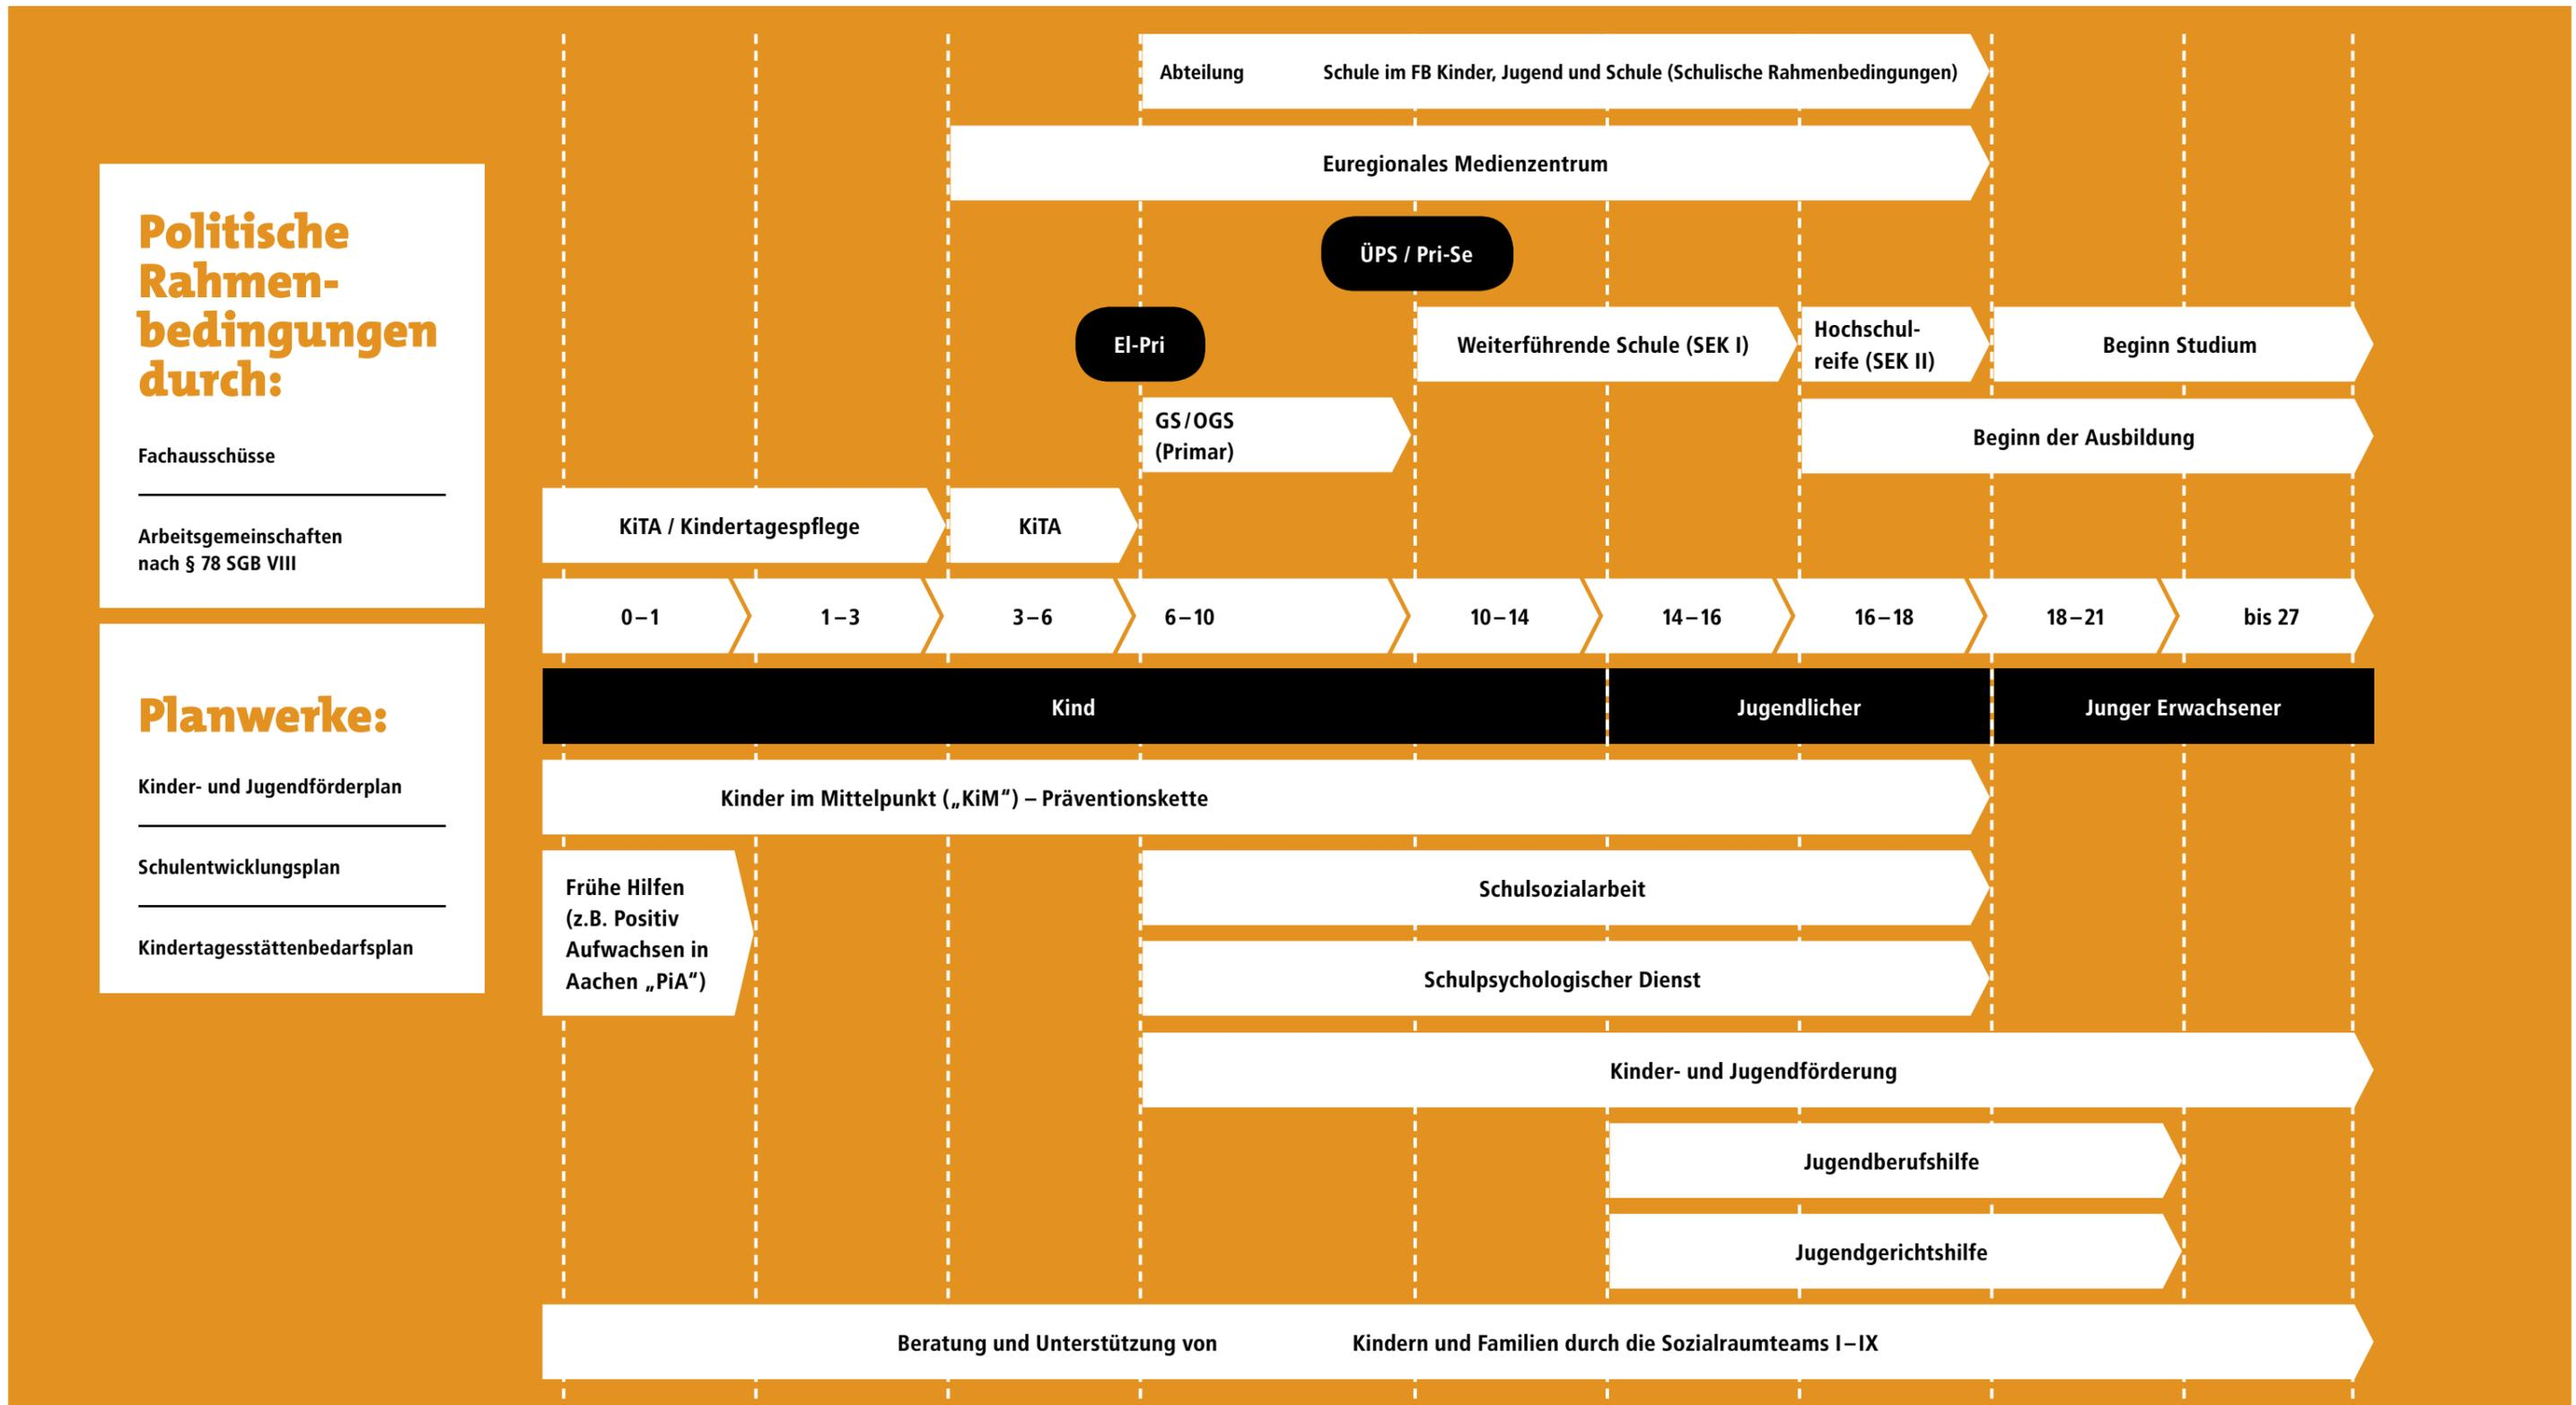 Politische
Rahmen-
bedingungen
durch:
Fachausschüsse
Arbeitsgemeinschaften
nach § 78 SGB VIII
Planwerke:
Kinder- und Jugendförderplan
Schulentwicklungsplan
Kindertagesstättenbedarfsplan
Abteilung Schule im FB Kinder, Jugend und Schule (Schulische Rahmenbedingungen)
Euregionales Medienzentrum
ÜPS / Pri-Se
El-Pri
Weiterführende Schule (SEK I)
Hochschul-
reife (SEK II)
Beginn Studium
GS/OGS
(Primar)
Beginn der Ausbildung
KiTA / Kindertagespflege
KiTA
0–1
1–3
3–6
6–10
10–14
14–16
16–18
18–21
bis 27
Kind
Jugendlicher
Junger Erwachsener
Kinder im Mittelpunkt („KiM“) – Präventionskette
Frühe Hilfen
(z.B. Positiv
Aufwachsen in
Aachen „PiA“)
Schulsozialarbeit
Schulpsychologischer Dienst
Kinder- und Jugendförderung
Jugendberufshilfe
Jugendgerichtshilfe
Beratung und Unterstützung von Kindern und Familien durch die Sozialraumteams I–IX